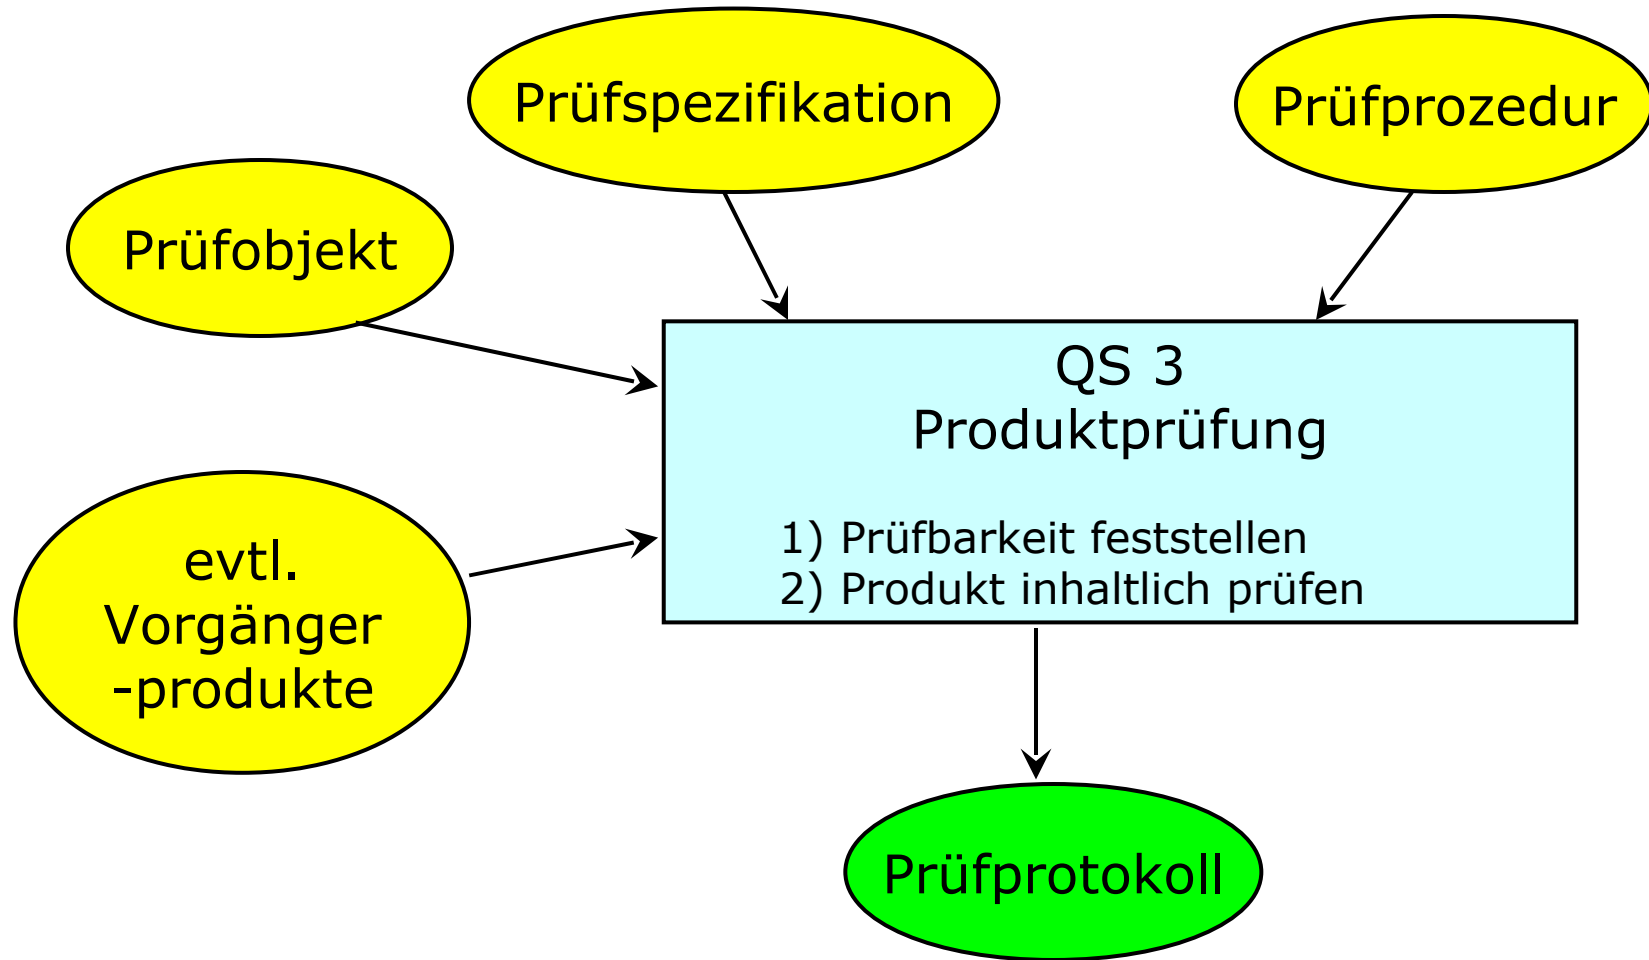 Prüfspezifikation
Prüfprozedur
Prüfobjekt
QS 3
Produktprüfung
1) Prüfbarkeit feststellen
2) Produkt inhaltlich prüfen
evtl.
Vorgänger
-produkte
Prüfprotokoll